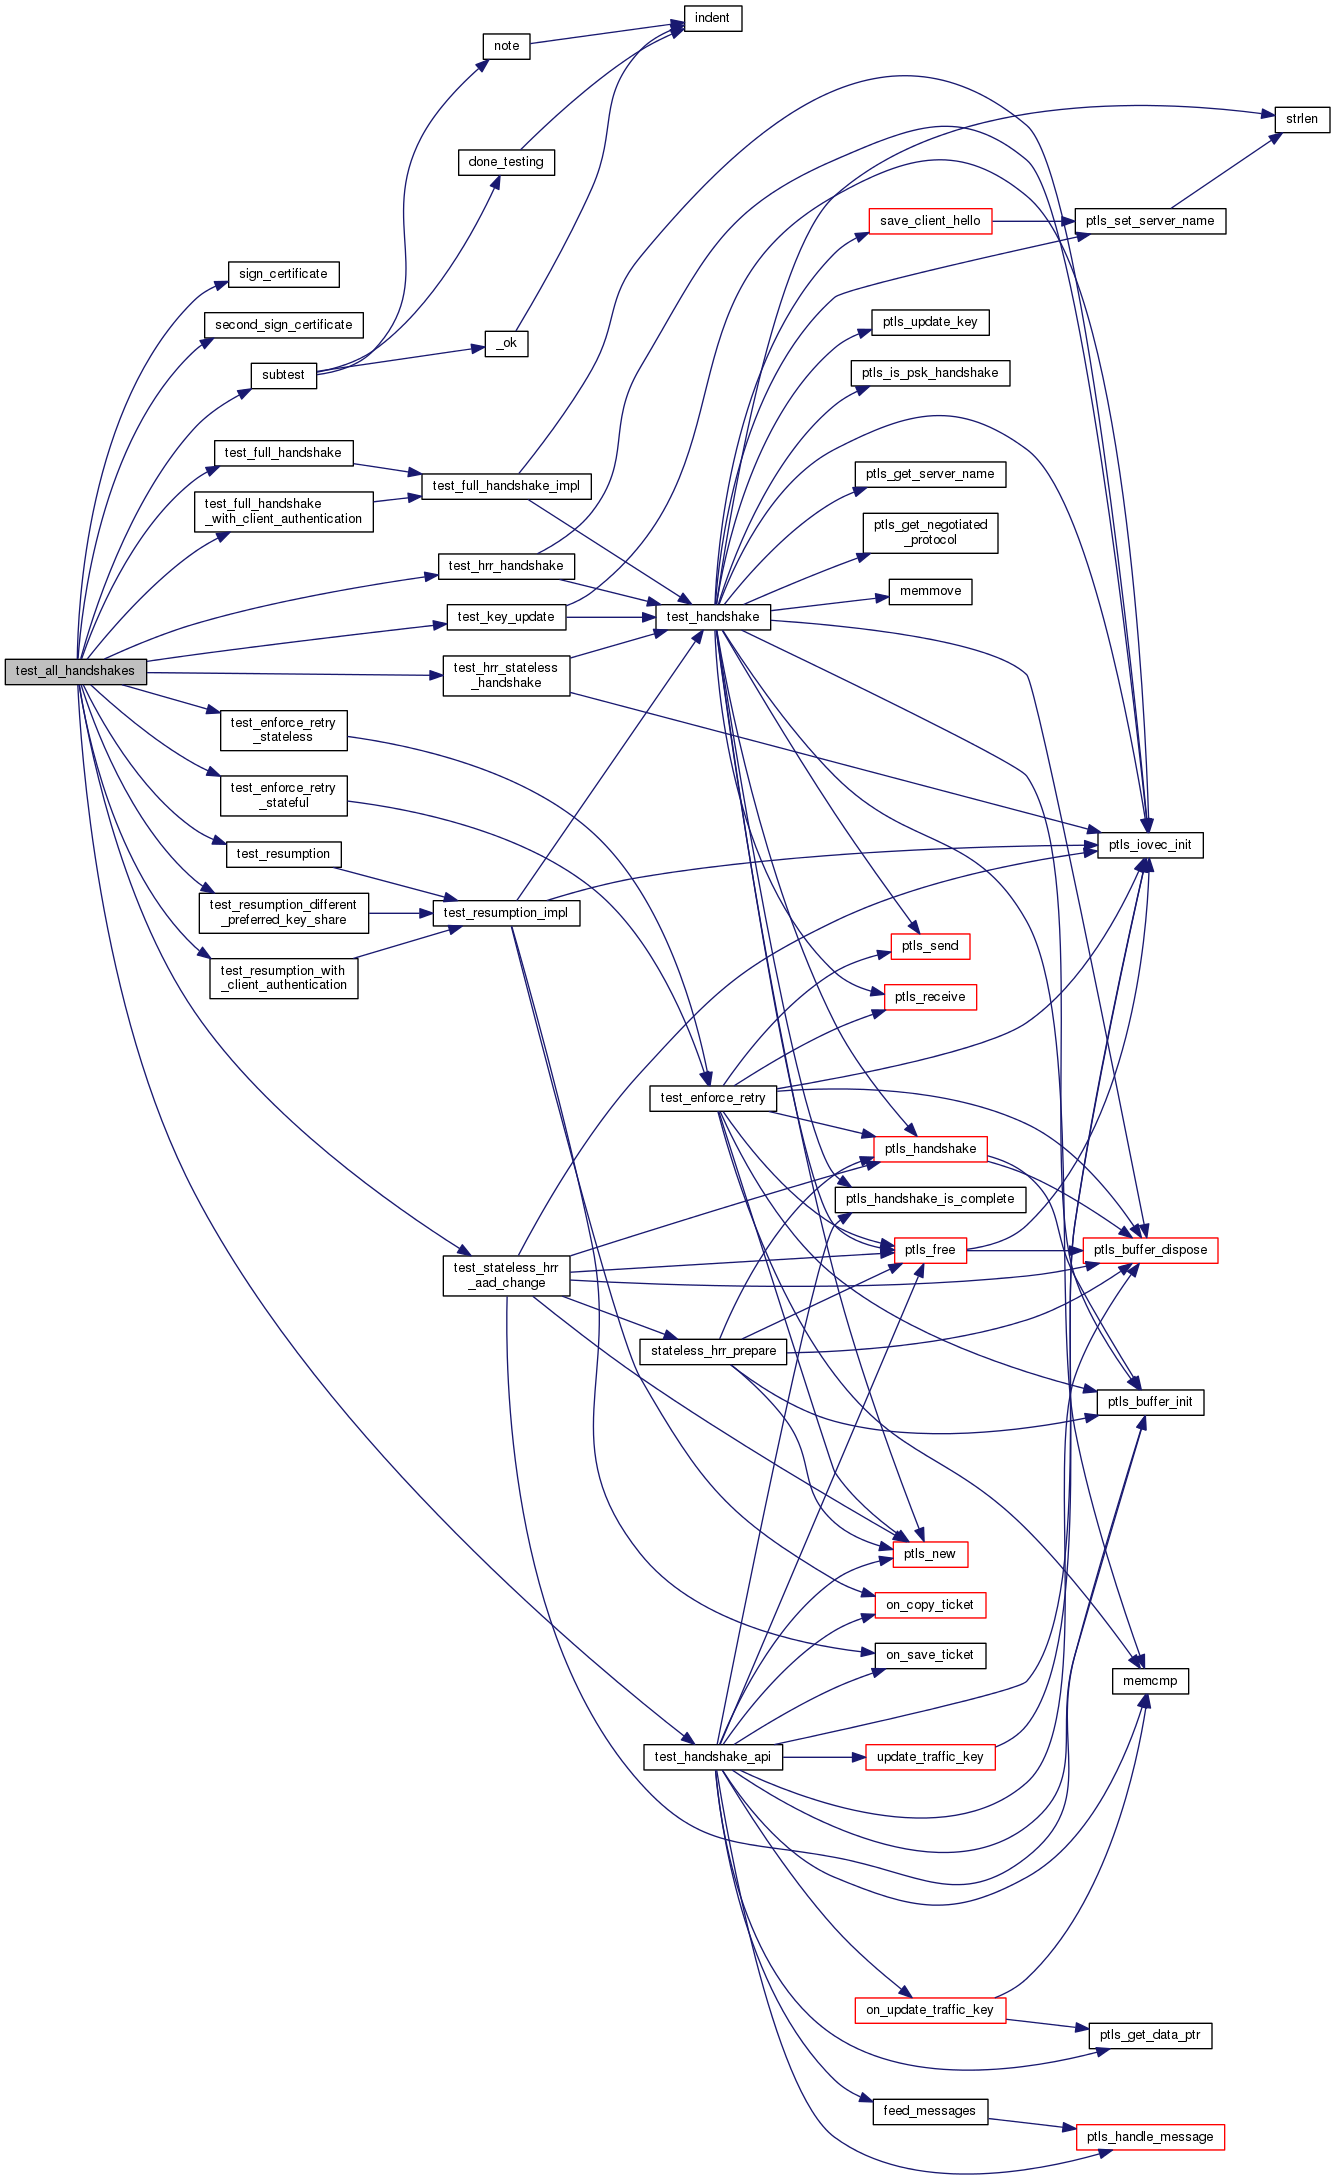 indent
note
strlen
done_testing
save_client_hello
ptls_set_server_name
sign_certificate
second_sign_certificate
ptls_update_key
_ok
subtest
ptls_is_psk_handshake
test_full_handshake
ptls_get_server_name
test_full_handshake_impl
test_full_handshake
_with_client_authentication
ptls_get_negotiated
_protocol
test_hrr_handshake
memmove
test_key_update
test_handshake
test_all_handshakes
test_hrr_stateless
_handshake
test_enforce_retry
_stateless
test_enforce_retry
_stateful
ptls_iovec_init
test_resumption
test_resumption_different
_preferred_key_share
test_resumption_impl
ptls_send
test_resumption_with
_client_authentication
ptls_receive
test_enforce_retry
ptls_handshake
ptls_handshake_is_complete
ptls_free
ptls_buffer_dispose
test_stateless_hrr
_aad_change
stateless_hrr_prepare
ptls_buffer_init
ptls_new
on_copy_ticket
on_save_ticket
memcmp
test_handshake_api
update_traffic_key
on_update_traffic_key
ptls_get_data_ptr
feed_messages
ptls_handle_message